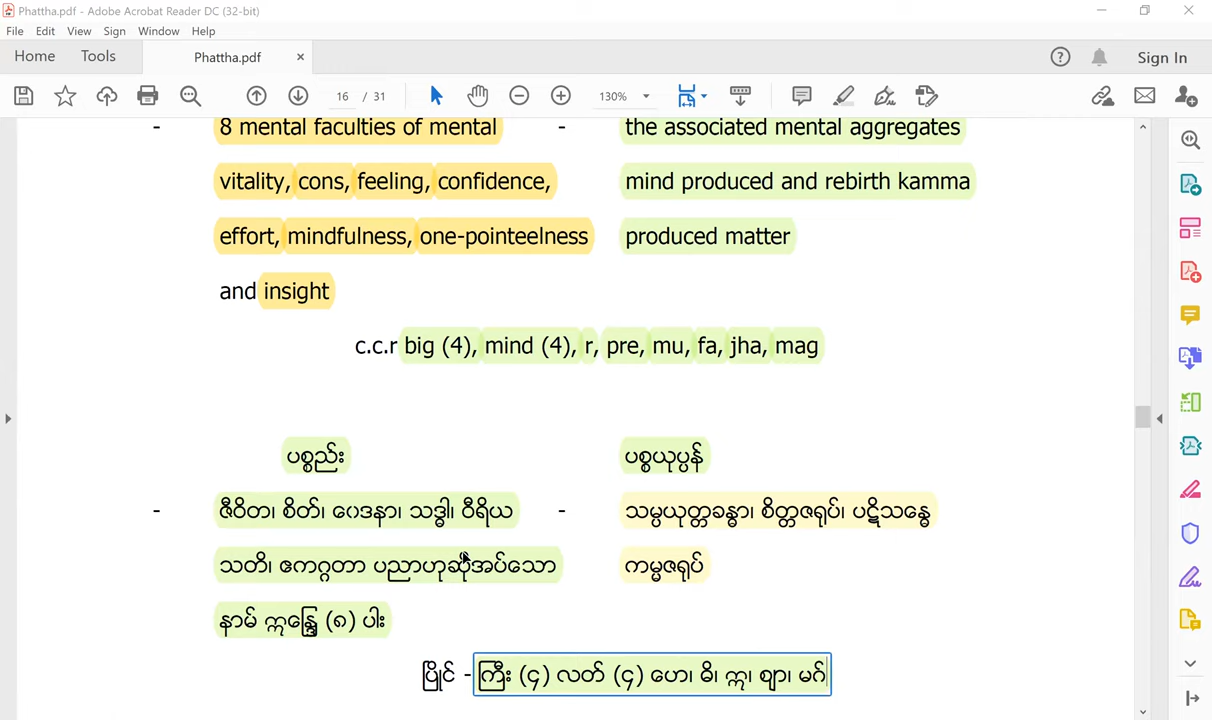 Phattha.pdf - Adobe Acrobat Reader DC (32-bit)
File Edit View Sign Window Help
Home Tools Phattha.pdf × Sign In
16 / 31 130%
- 8 mental faculties of mental - the associated mental aggregates
vitality, cons, feeling, confidence, mind produced and rebirth kamma
effort, mindfulness, one-pointeelness produced matter
and insight
c.c.r big (4), mind (4), r, pre, mu, fa, jha, mag
ပစ္စည်း ပစ္စယုပ္ပန်
- ဇီဝိတ၊ စိတ်၊ ဝေဒနာ၊ သဒ္ဓါ၊ ဝီရိယ - သမ္ပယုတ္တခန္ဓာ၊ စိတ္တဇရုပ်၊ ပဋိသန္ဓေ
သတိ၊ ဧကဂ္ဂတာ ပညာဟုဆိုအပ်သော ကမ္မဇရုပ်
နာမ် ဣန္ဒြေ (၈) ပါး
ပြိုင် - ကြီး (၄) လတ် (၄) ဟေ၊ ဓိ၊ ဣ၊ ဈာ၊ မဂ်